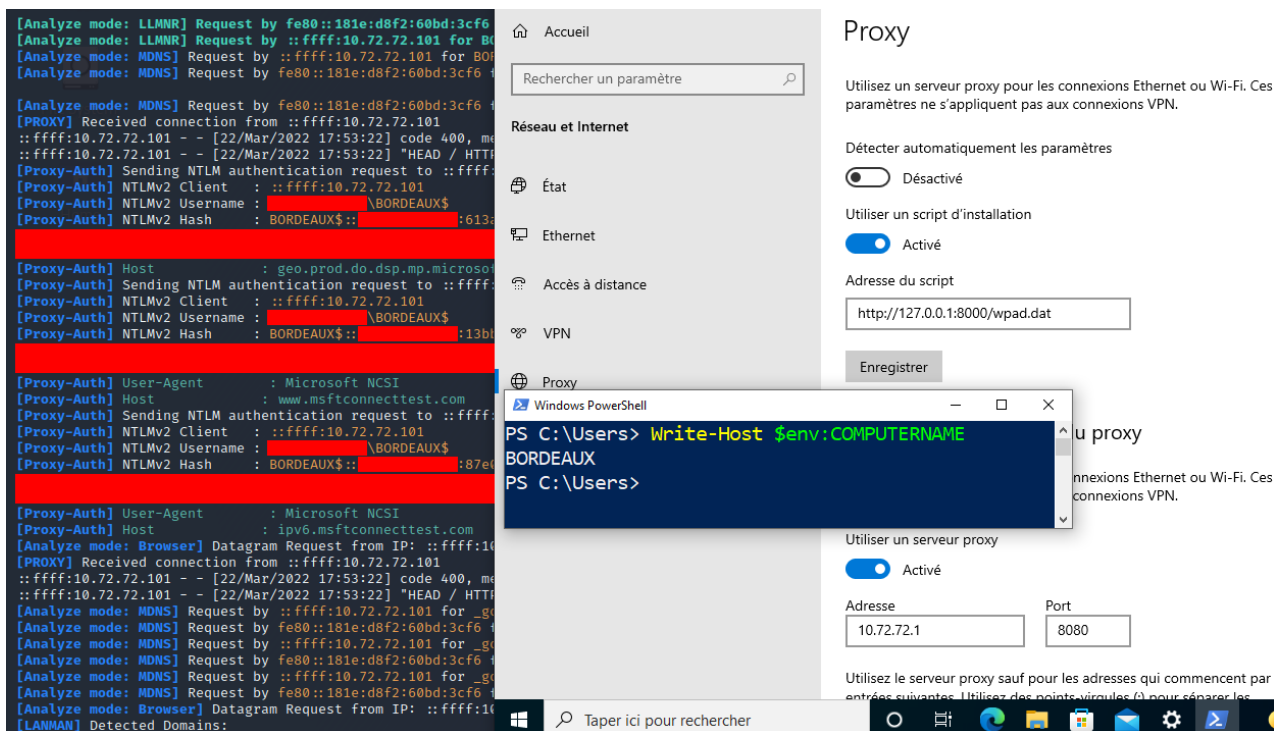 [Analyze mode: LLMNR] Request by fe80::181e:d8f2:60bd:3cf6
[Analyze mode: LLMNR] Request by ::ffff:10.72.72.101 for
[Analyze mode: MDNS] Request by ::ffff:10.72.72.101 for
[Analyze mode: MDNS] Request by fe80::181e:d8f2:60bd:3cf6
[Analyze mode: MDNS] Request by fe80::181e:d8f2:60bd:3cf6
[PROXY] Received connection from ::ffff:10.72.72.101
::ffff:10.72.72.101 - - [22/Mar/2022 17:53:22] code 400,
::ffff:10.72.72.101 - - [22/Mar/2022 17:53:22] "HEAD /
[Proxy-Auth] Sending NTLM authentication request to ::ffff:
[Proxy-Auth] NTLMv2 Client : ::ffff:10.72.72.101
[Proxy-Auth] NTLMv2 Username : \BORDEAUX$
[Proxy-Auth] NTLMv2 Hash : BORDEAUX$:: :613a
[Proxy-Auth] Host : geo.prod.do.dsp.mp.microsof
[Proxy-Auth] Sending NTLM authentication request to ::ffff:
[Proxy-Auth] NTLMv2 Client : ::ffff:10.72.72.101
[Proxy-Auth] NTLMv2 Username : \BORDEAUX$
[Proxy-Auth] NTLMv2 Hash : BORDEAUX$:: :13b
[Proxy-Auth] User-Agent : Microsoft NCSI
[Proxy-Auth] Host : www.msftconnecttest.com
[Proxy-Auth] Sending NTLM authentication request to ::ffff:
[Proxy-Auth] NTLMv2 Client : ::ffff:10.72.72.101
[Proxy-Auth] NTLMv2 Username : \BORDEAUX$
[Proxy-Auth] NTLMv2 Hash : BORDEAUX$:: :87e
[Proxy-Auth] User-Agent : Microsoft NCSI
[Proxy-Auth] Host : ipv6.msftconnecttest.com
[Analyze mode: Browser] Datagram Request from IP: ::ffff:1
[PROXY] Received connection from ::ffff:10.72.72.101
::ffff:10.72.72.101 - - [22/Mar/2022 17:53:22] code 400,
::ffff:10.72.72.101 - - [22/Mar/2022 17:53:22] "HEAD /
[Analyze mode: MDNS] Request by ::ffff:10.72.72.101 for
[Analyze mode: MDNS] Request by fe80::181e:d8f2:60bd:3cf6
[Analyze mode: MDNS] Request by ::ffff:10.72.72.101 for
[Analyze mode: MDNS] Request by fe80::181e:d8f2:60bd:3cf6
[Analyze mode: MDNS] Request by ::ffff:10.72.72.101 for
[Analyze mode: MDNS] Request by fe80::181e:d8f2:60bd:3cf6
[Analyze mode: Browser] Datagram Request from IP: ::ffff:1
[LANMAN] Detected Domains:
Accueil
Rechercher un paramètre
Réseau et Internet
État
Ethernet
Accès à distance
VPN
Proxy
Proxy
Utilisez un serveur proxy pour les connexions Ethernet ou Wi-Fi. Ces
paramètres ne s'appliquent pas aux connexions VPN.
Détecter automatiquement les paramètres
Désactivé
Utiliser un script d'installation
Activé
Adresse du script
http://127.0.0.1:8000/wpad.dat
Enregistrer
Windows PowerShell
PS C:\Users> Write-Host $env:COMPUTERNAME
BORDEAUX
PS C:\Users>
u proxy
nnexions Ethernet ou Wi-Fi. Ces
connexions VPN.
Utiliser un serveur proxy
Activé
Adresse
Port
10.72.72.1
8080
Utilisez le serveur proxy sauf pour les adresses qui commencent par
entrées suivantes. Utilisez des points-virgules (;) pour séparer les
Taper ici pour rechercher